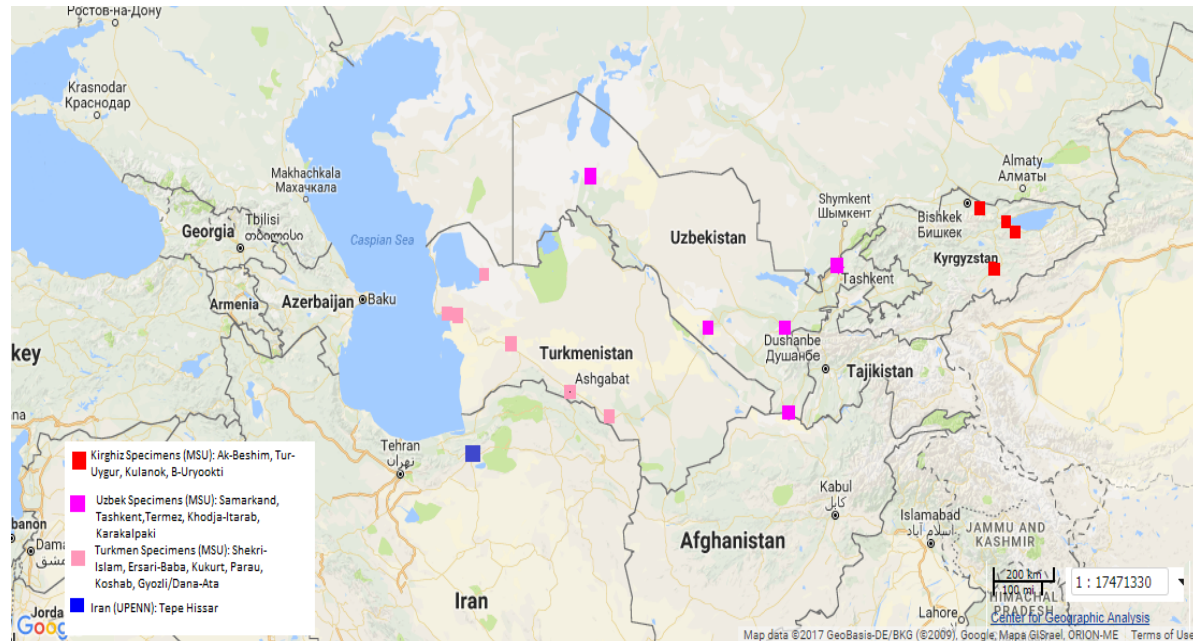 Ростов-на-Дону
Krasnodar
Краснодар
Makhachkala
Махачкала
Almaty
Алматы
Shymkent
Шымкент
Bishkek
Бишкек
Tbilisi
თბილისი
Georgia
Caspian Sea
Uzbekistan
Kyrgyzstan
Tashkent
Armenia
Azerbaijan
Baku
Turkmenistan
Dushanbe
Душанбе
Tajikistan
key
Ashgabat
ana
Tehran
تهران
Kabul
کابل
Islamabad
اسلام آباد
JAMMU AND
KASHMIR
Afghanistan
Iran
banon
Dama
دمشق
Jorda
Kirghiz Specimens (MSU): Ak-Beshim, Tur-
Uygur, Kulanok, B-Uryookti
Uzbek Specimens (MSU): Samarkand,
Tashkent,Termez, Khodja-Itarab,
Karakalpaki
Turkmen Specimens (MSU): Shekri-
Islam, Ersari-Baba, Kukurt, Parau,
Koshab, Gyozli/Dana-Ata
Iran (UPENN): Tepe Hissar
200 km
100 mi
1 : 17471330
HIMACHAL
PRADESH
Center for Geographic Analysis
Lahore
Goog
Map data ©2017 GeoBasis-DE/BKG (©2009), Google, Mapa GISrael, ORION-ME Terms of U